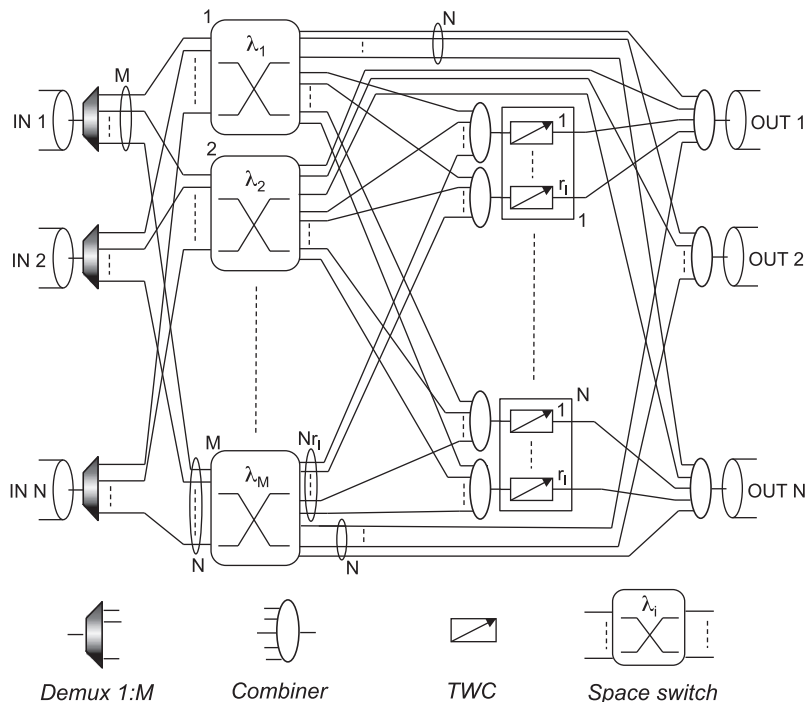 1
N
λ1
M
IN 1
1
OUT 1
2
λ2
rI
1
IN 2
OUT 2
N
1
M
NrI
IN N
λM
rI
OUT N
N
N
λi
Demux 1:M
Combiner
TWC
Space switch